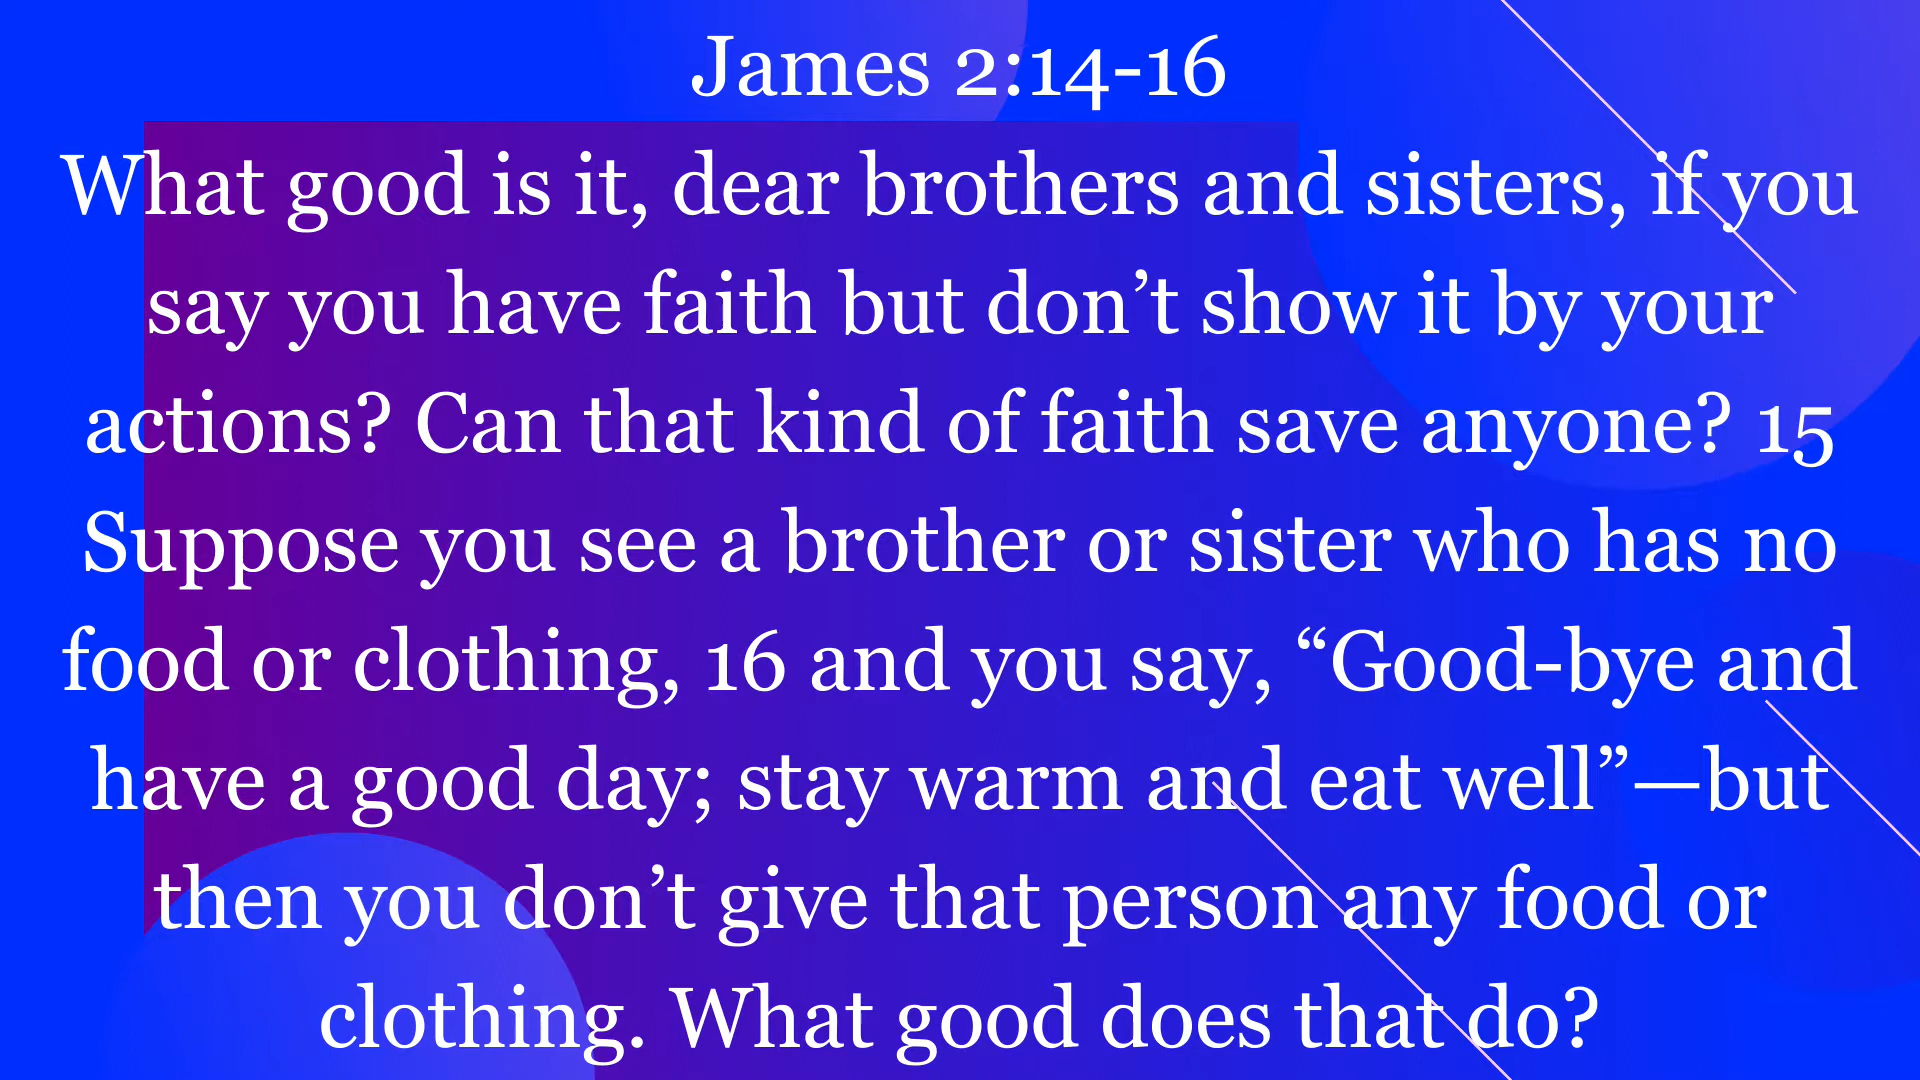 James 2:14-16
What good is it, dear brothers and sisters, if you
say you have faith but don’t show it by your
actions? Can that kind of faith save anyone? 15
Suppose you see a brother or sister who has no
food or clothing, 16 and you say, “Good-bye and
have a good day; stay warm and eat well”—but
then you don’t give that person any food or
clothing. What good does that do?